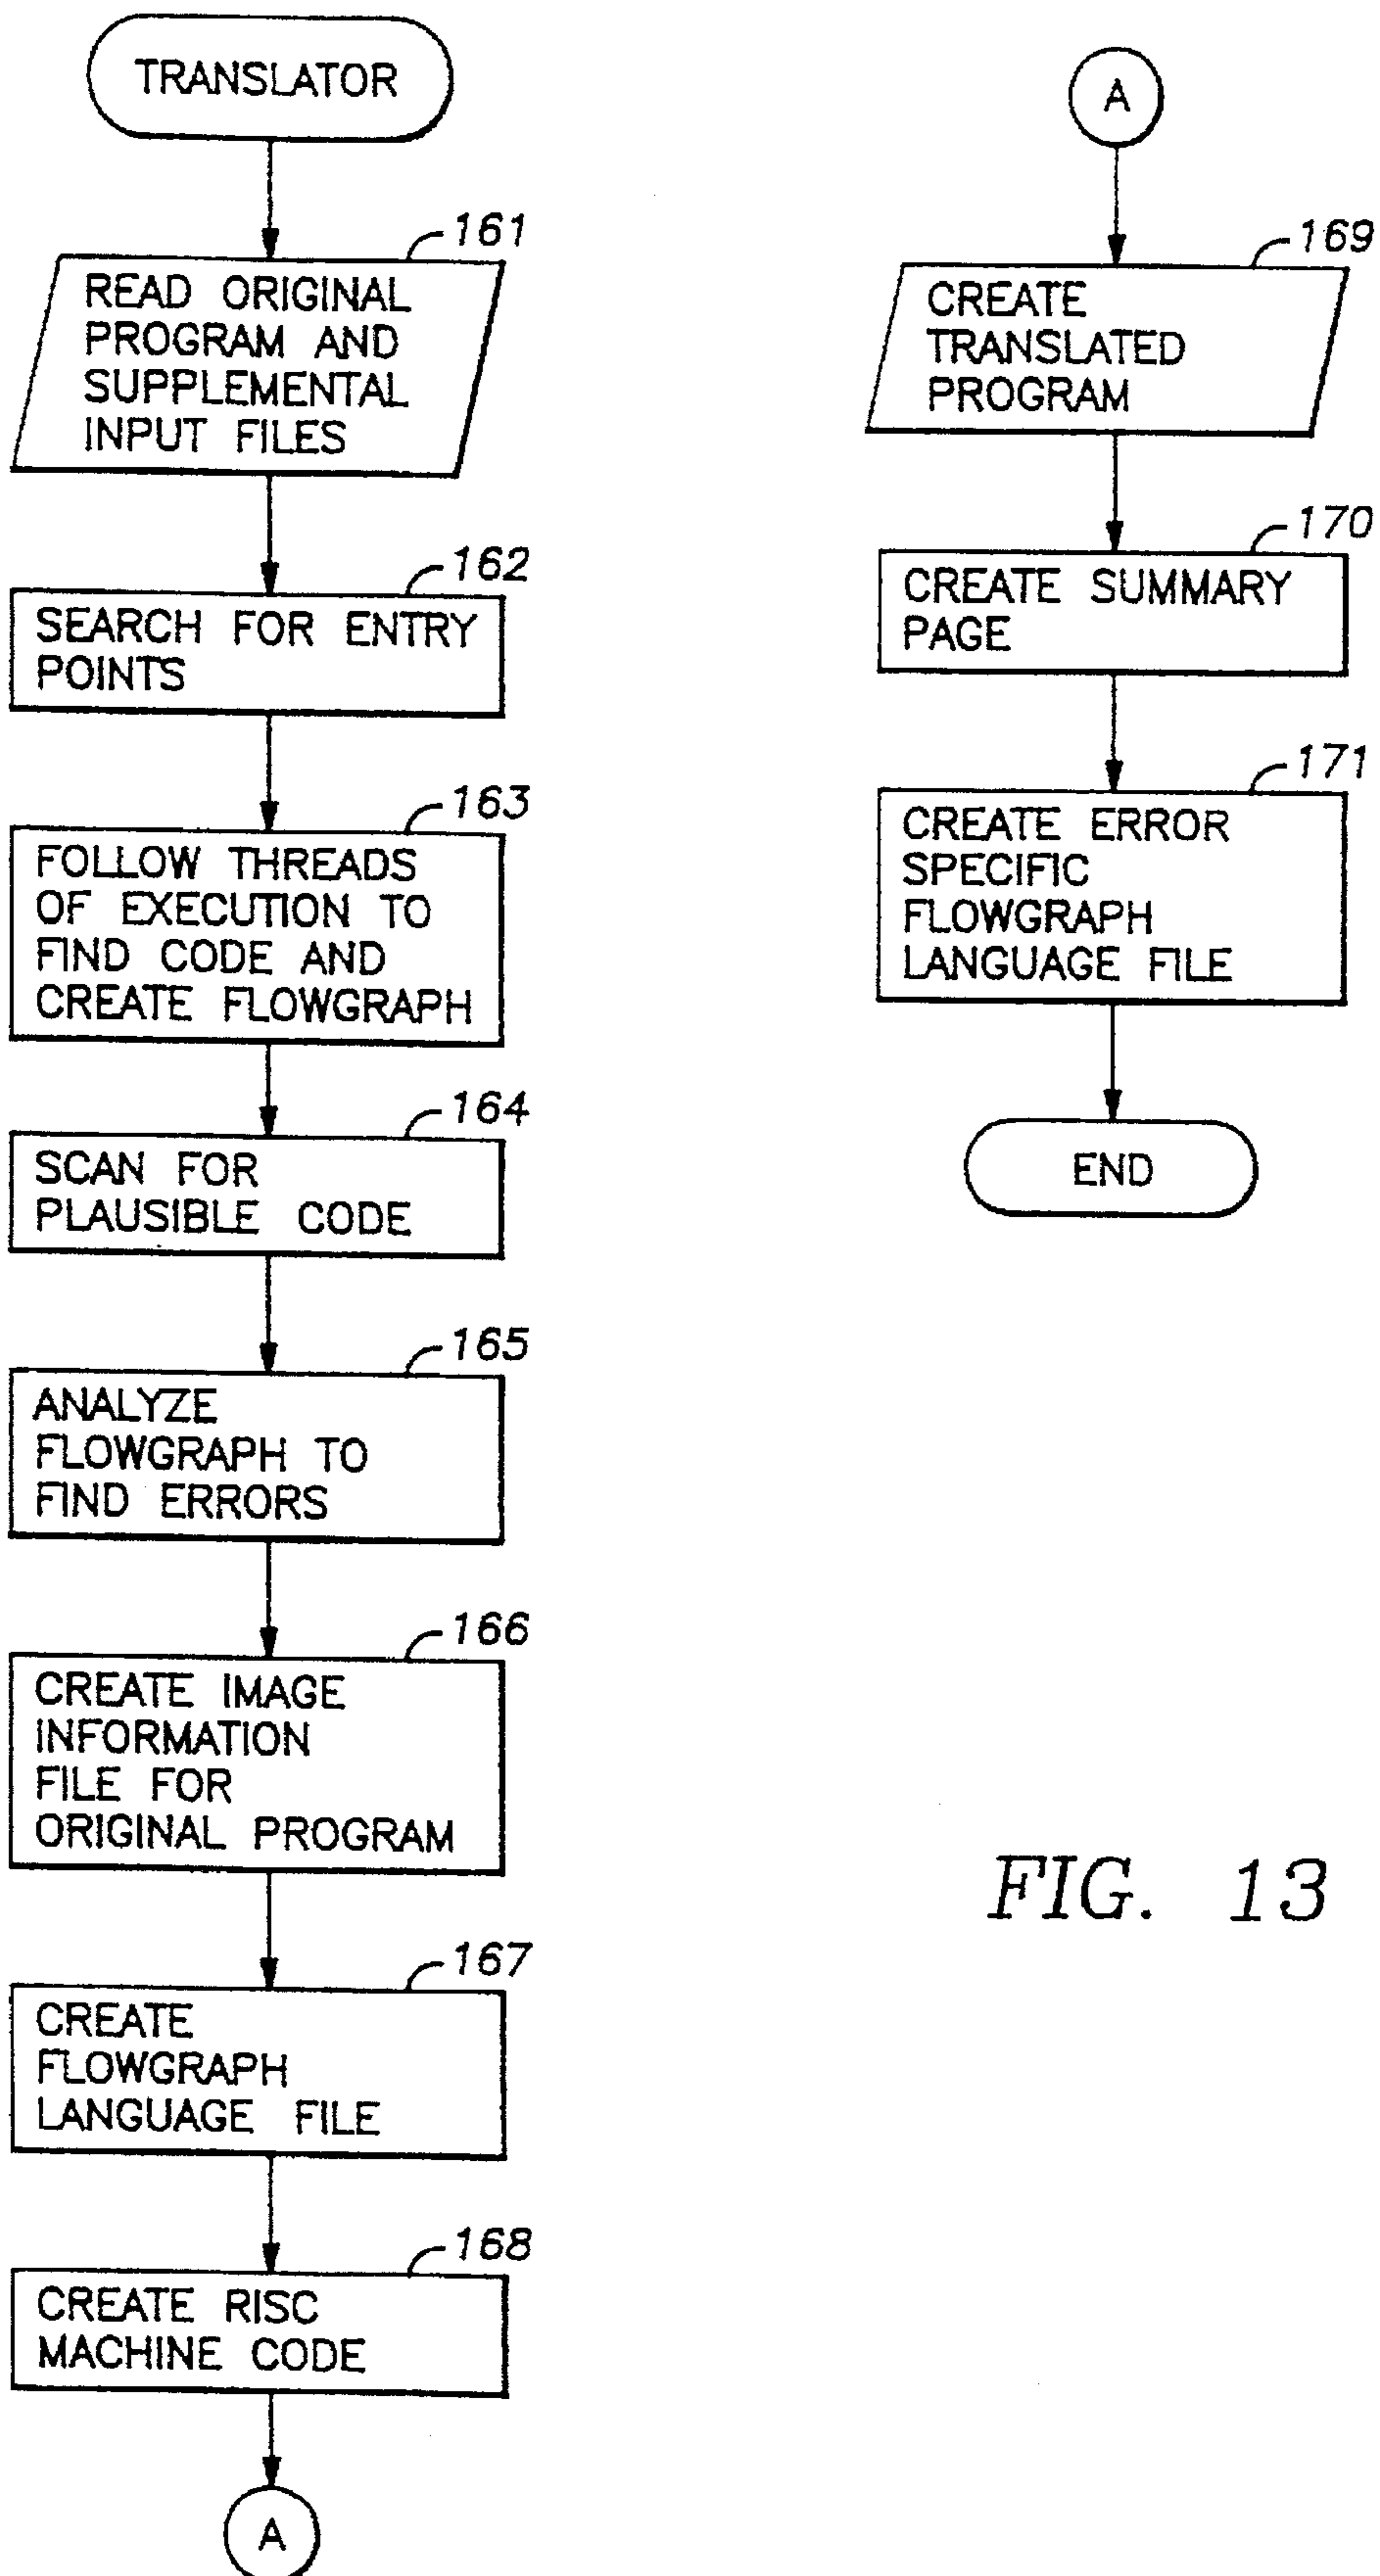 TRANSLATOR
161
READ ORIGINAL
PROGRAM AND
SUPPLEMENTAL
INPUT FILES
162
SEARCH FOR ENTRY
POINTS
163
FOLLOW THREADS
OF EXECUTION TO
FIND CODE AND
CREATE FLOWGRAPH
164
SCAN FOR
PLAUSIBLE CODE
165
ANALYZE
FLOWGRAPH TO
FIND ERRORS
166
CREATE IMAGE
INFORMATION
FILE FOR
ORIGINAL PROGRAM
167
CREATE
FLOWGRAPH
LANGUAGE FILE
168
CREATE RISC
MACHINE CODE
A
A
169
CREATE
TRANSLATED
PROGRAM
170
CREATE SUMMARY
PAGE
171
CREATE ERROR
SPECIFIC
FLOWGRAPH
LANGUAGE FILE
END
FIG. 13